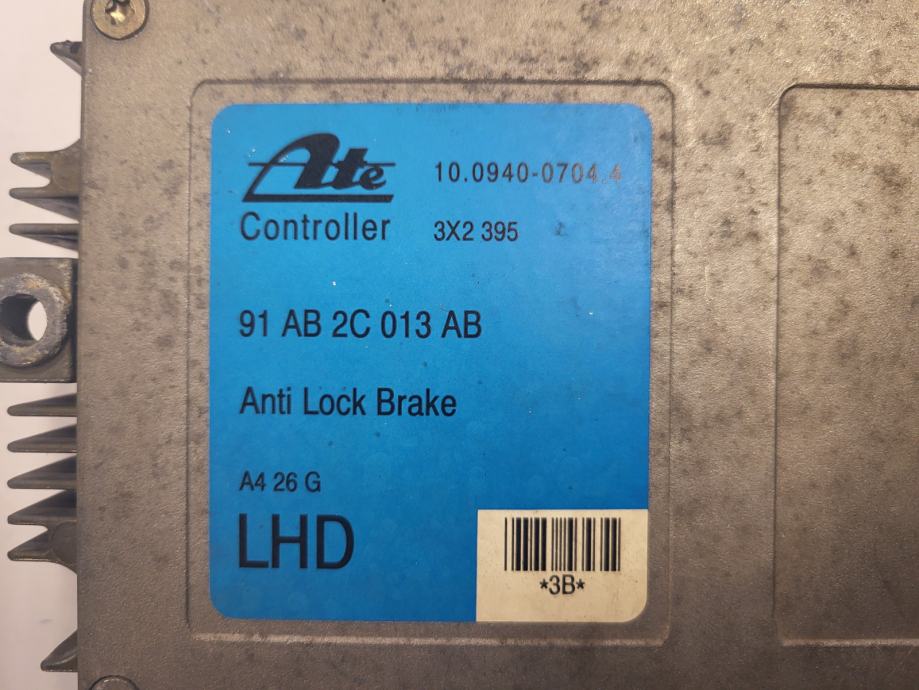 Ate 10.0940-0704.4
Controller 3X2 395
91 AB 2C 013 AB
Anti Lock Brake
A4 26 G
LHD
*3B*